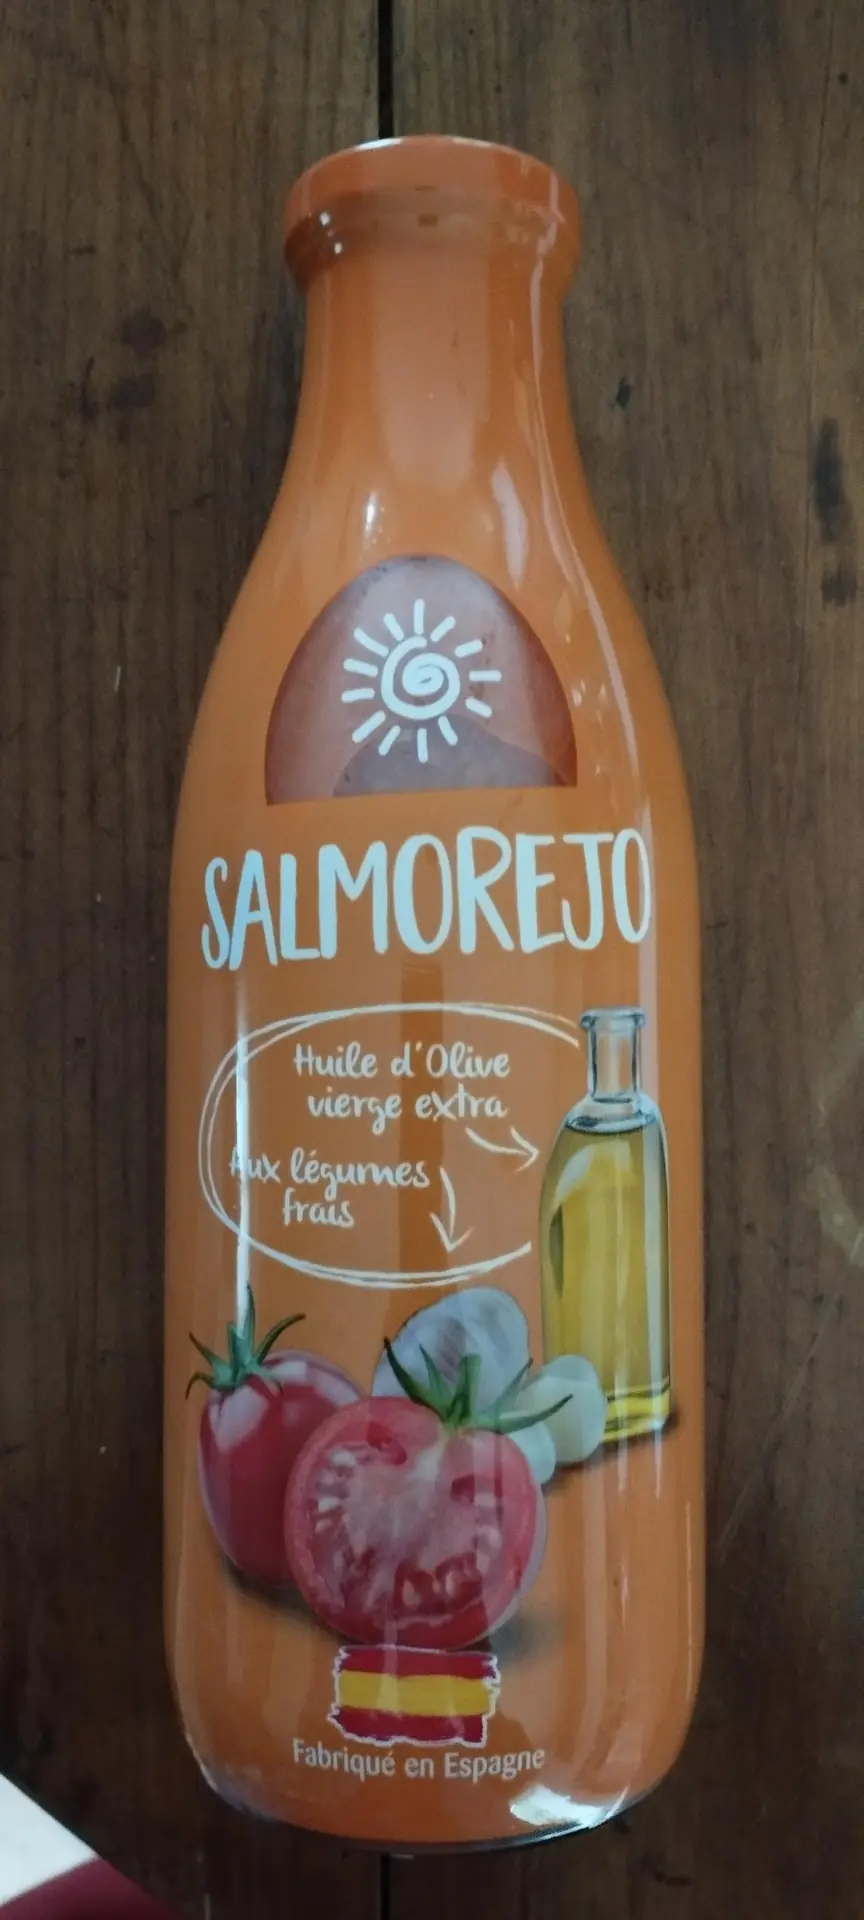 SALMOREJO
Huile d'Olive
vierge extra
Aux légumes
frais
Fabriqué en Espagne